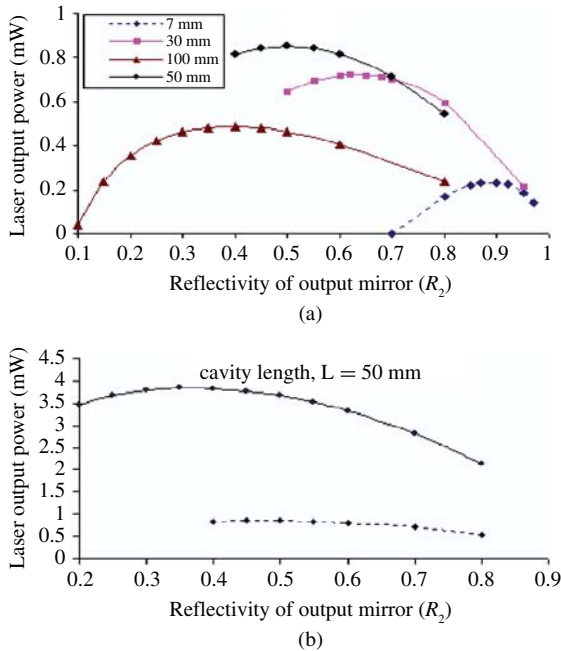 1
0.8
0.6
0.4
0.2
0
Laser output power (mW)
7 mm
30 mm
100 mm
50 mm
0.1 0.2 0.3 0.4 0.5 0.6 0.7 0.8 0.9 1
Reflectivity of output mirror (R2)
(a)
4.5
4
3.5
3
2.5
2
1.5
1
0.5
0
Laser output power (mW)
cavity length, L = 50 mm
0.2 0.3 0.4 0.5 0.6 0.7 0.8 0.9
Reflectivity of output mirror (R2)
(b)